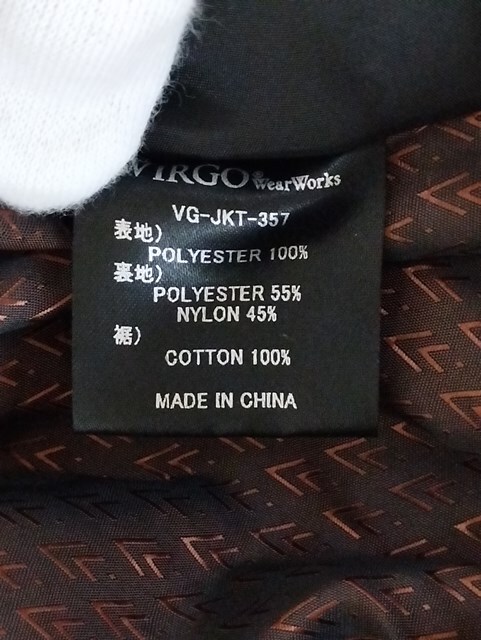 VIRGO WearWorks
VG-JKT-357
表地)
POLYESTER 100%
裏地)
POLYESTER 55%
NYLON 45%
裾)
COTTON 100%
MADE IN CHINA